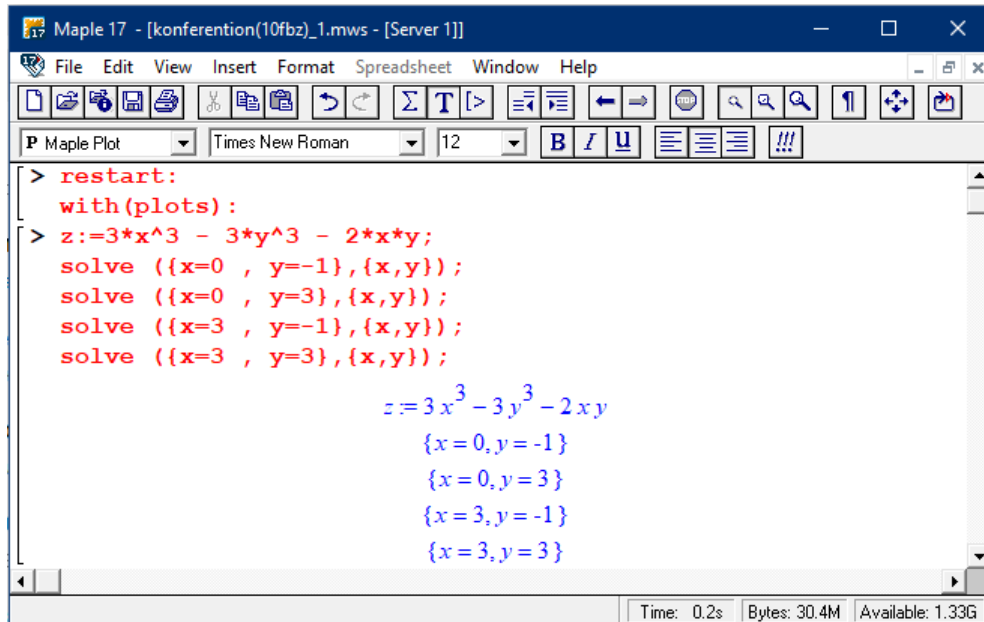 Maple 17 - [konferention(10fbz)_1.mws - [Server 1]]
File Edit View Insert Format Spreadsheet Window Help
P Maple Plot Times New Roman 12 B I U !!!
> restart:
with(plots):
> z:=3*x^3 - 3*y^3 - 2*x*y;
solve ({x=0 , y=-1},{x,y});
solve ({x=0 , y=3},{x,y});
solve ({x=3 , y=-1},{x,y});
solve ({x=3 , y=3},{x,y});
z := 3 x^3 − 3 y^3 − 2 x y
{x = 0, y = -1}
{x = 0, y = 3}
{x = 3, y = -1}
{x = 3, y = 3}
Time: 0.2s Bytes: 30.4M Available: 1.33G